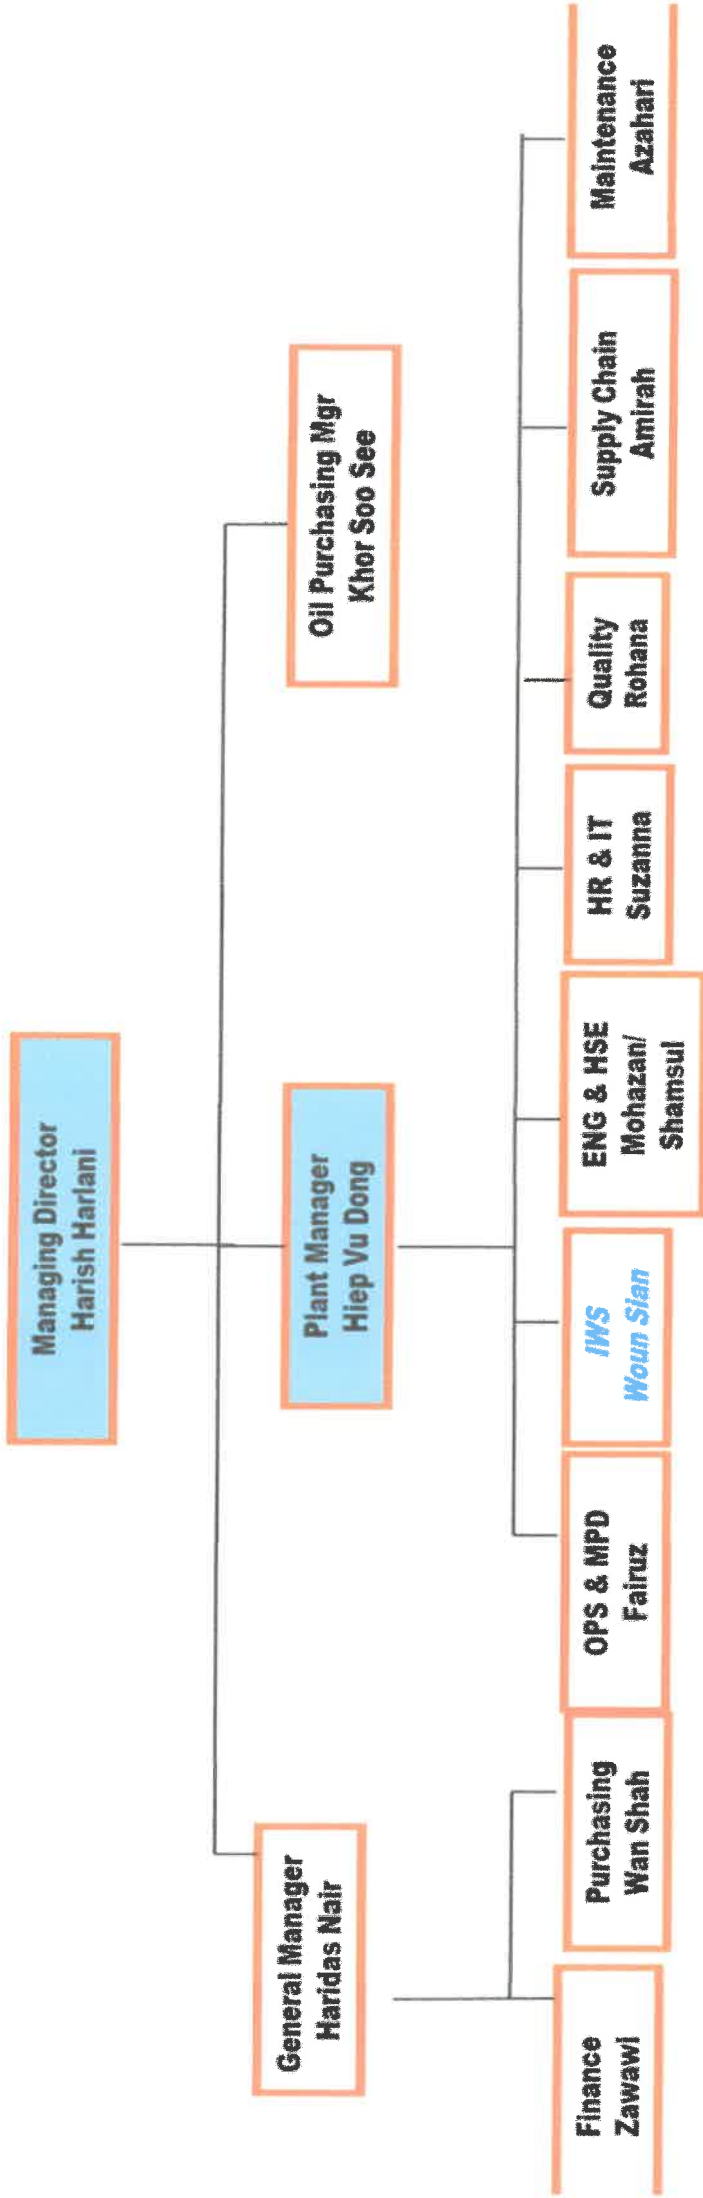 Managing Director
Harish Harlani
General Manager
Haridas Nair
Plant Manager
Hiep Vu Dong
Oil Purchasing Mgr
Khor Soo See
Finance
Zawawi
Purchasing
Wan Shah
OPS & MPD
Fairuz
IWS
Woun Sian
ENG & HSE
Mohazan/
Shamsul
HR & IT
Suzanna
Quality
Rohana
Supply Chain
Amirah
Maintenance
Azahari